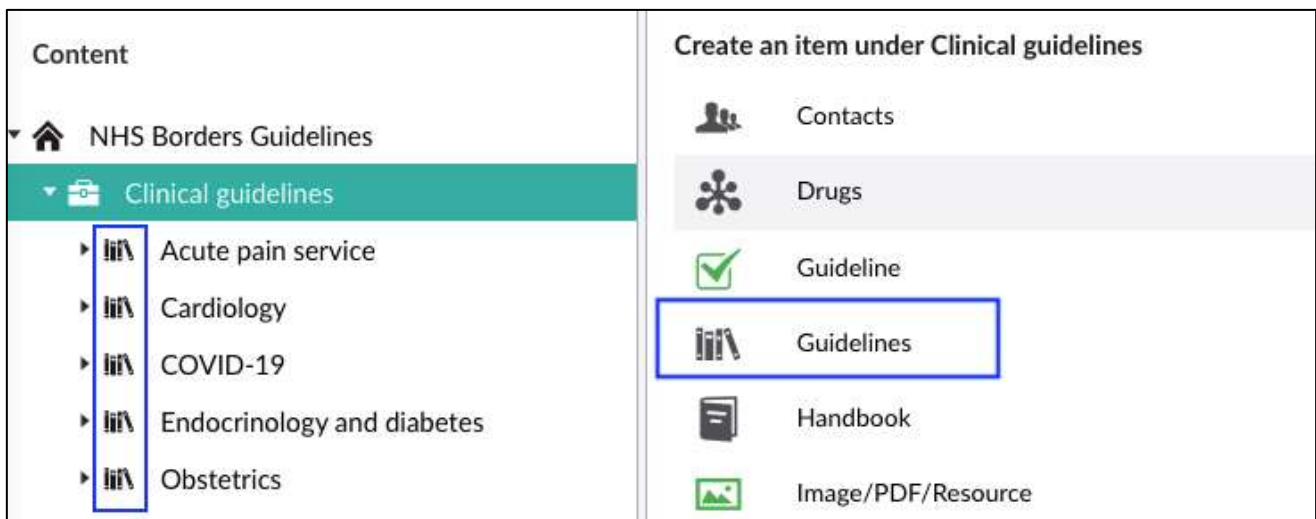 Content
NHS Borders Guidelines
Clinical guidelines
Acute pain service
Cardiology
COVID-19
Endocrinology and diabetes
Obstetrics
Create an item under Clinical guidelines
Contacts
Drugs
Guideline
Guidelines
Handbook
Image/PDF/Resource